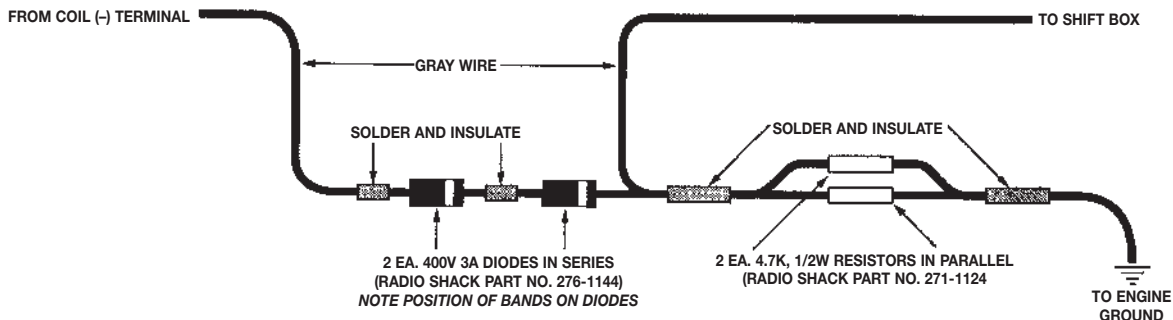 FROM COIL (–) TERMINAL
TO SHIFT BOX
GRAY WIRE
SOLDER AND INSULATE
SOLDER AND INSULATE
2 EA. 400V 3A DIODES IN SERIES
(RADIO SHACK PART NO. 276-1144)
NOTE POSITION OF BANDS ON DIODES
2 EA. 4.7K, 1/2W RESISTORS IN PARALLEL
(RADIO SHACK PART NO. 271-1124
TO ENGINE
GROUND